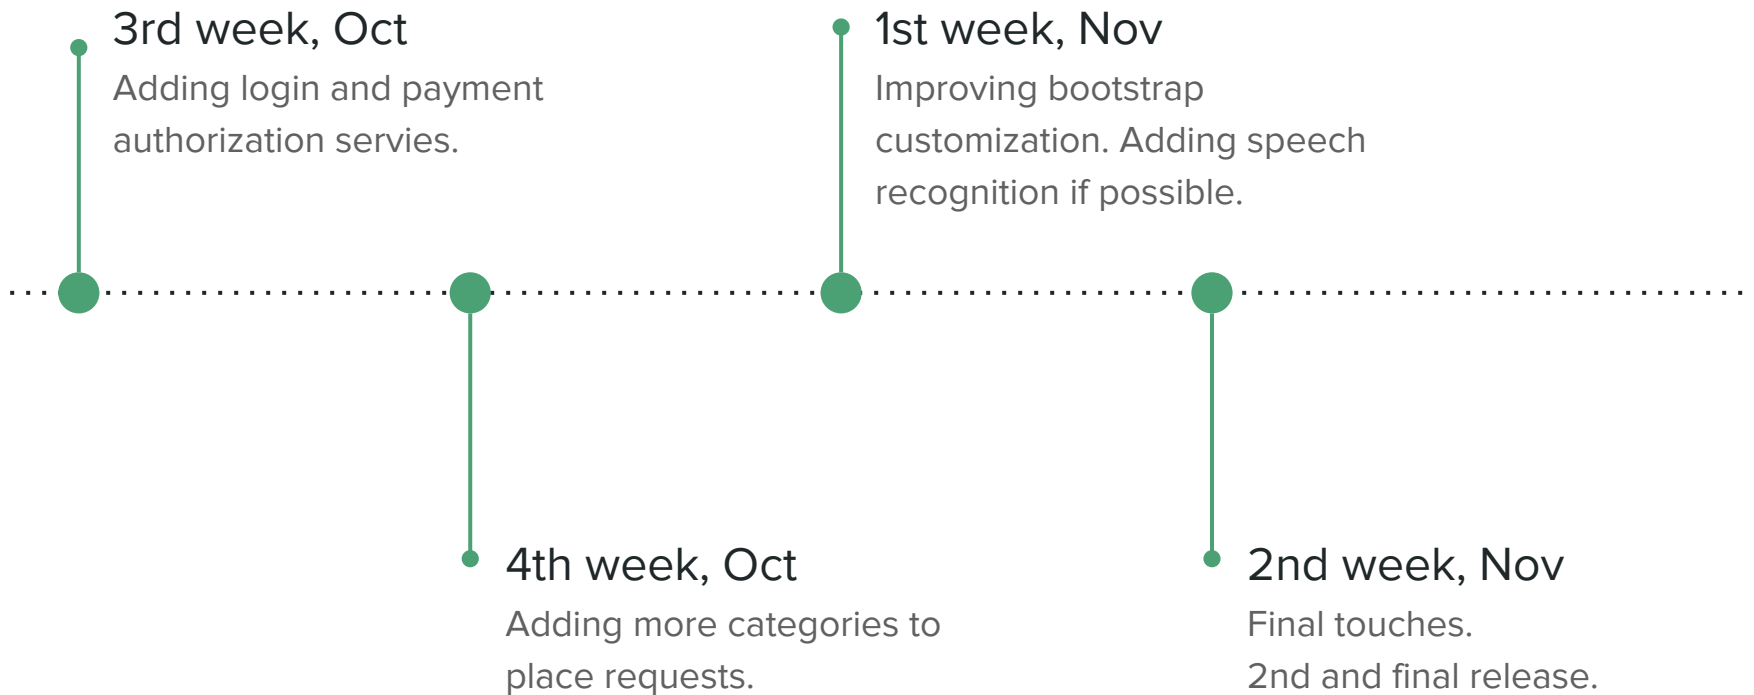 3rd week, Oct
Adding login and payment
authorization servies.
1st week, Nov
Improving bootstrap
customization. Adding speech
recognition if possible.
4th week, Oct
Adding more categories to
place requests.
2nd week, Nov
Final touches.
2nd and final release.